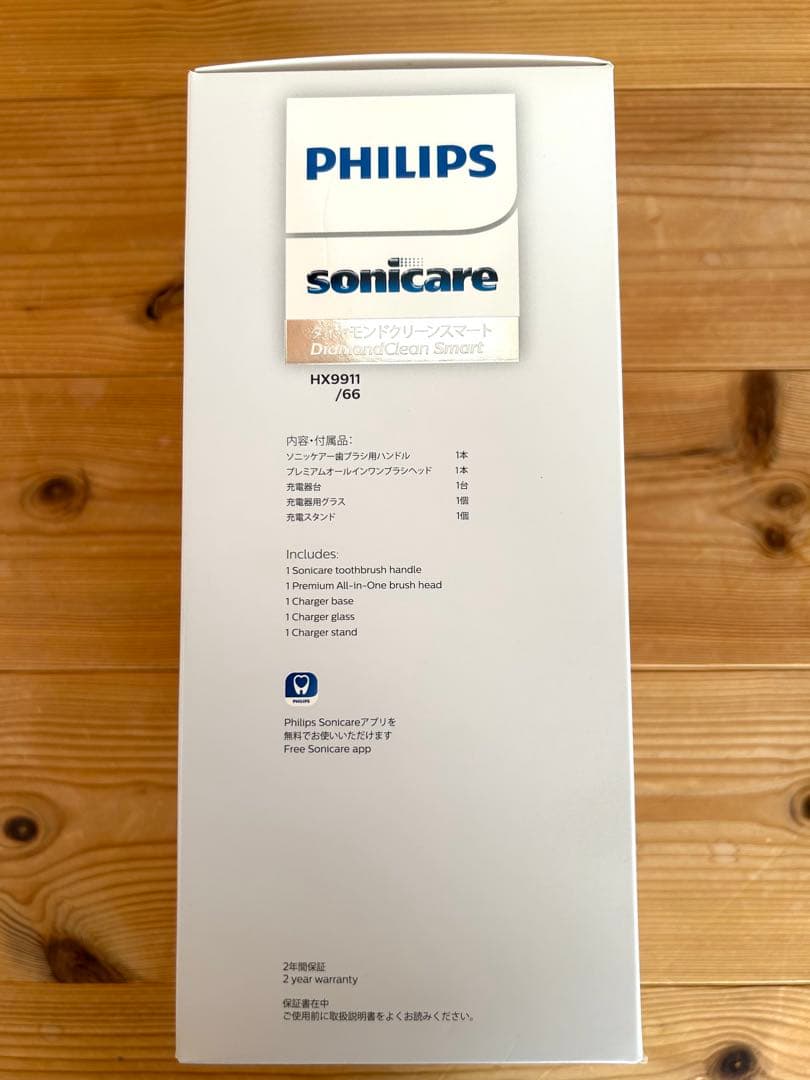 PHILIPS
sonicare
ダイヤモンドクリーンスマート
DiamondClean Smart
HX9911
/66
内容・付属品：
ソニッケアー歯ブラシ用ハンドル 1本
プレミアムオールインワンブラシヘッド 1本
充電器台 1台
充電器用グラス 1個
充電スタンド 1個
Includes:
1 Sonicare toothbrush handle
1 Premium All-in-One brush head
1 Charger base
1 Charger glass
1 Charger stand
PHILIPS
Philips Sonicareアプリを
無料でお使いいただけます
Free Sonicare app
2年間保証
2 year warranty
保証書在中
ご使用前に取扱説明書をよくお読みください。